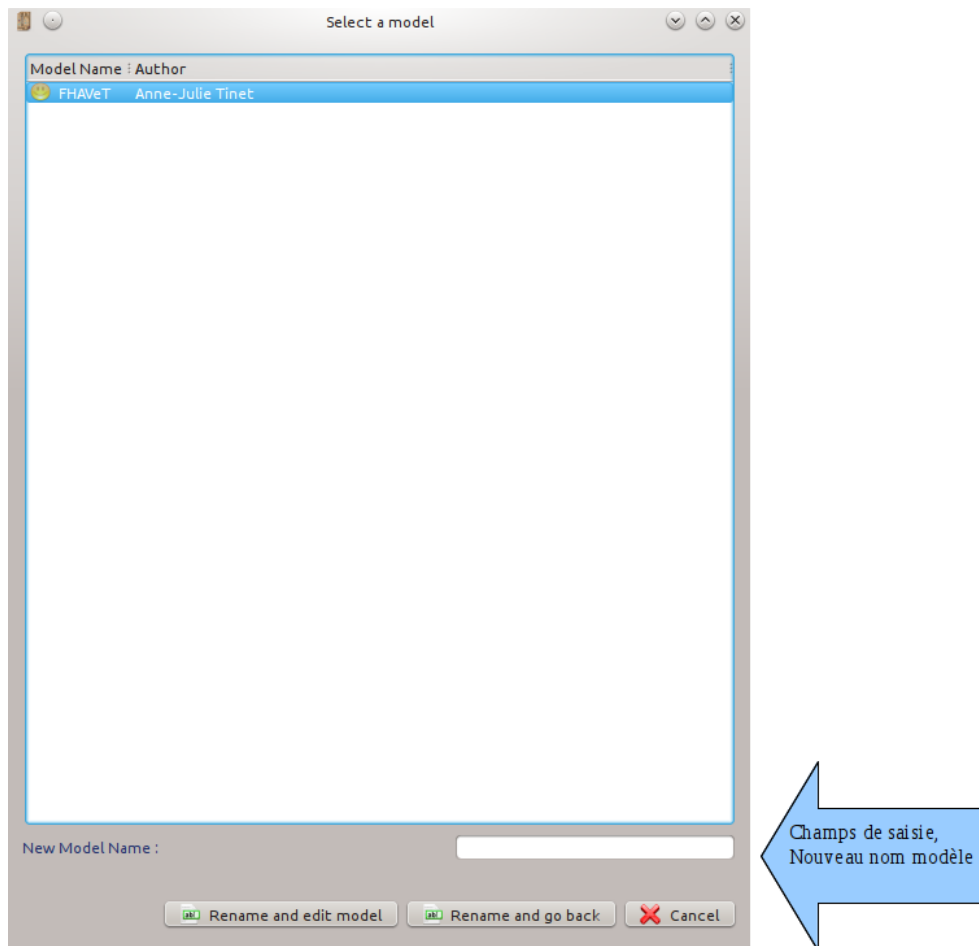 Select a model
Model Name Author
FHAVeT Anne-Julie Tinet
New Model Name :
Champs de saisie,
Nouveau nom modèle
Rename and edit model Rename and go back Cancel